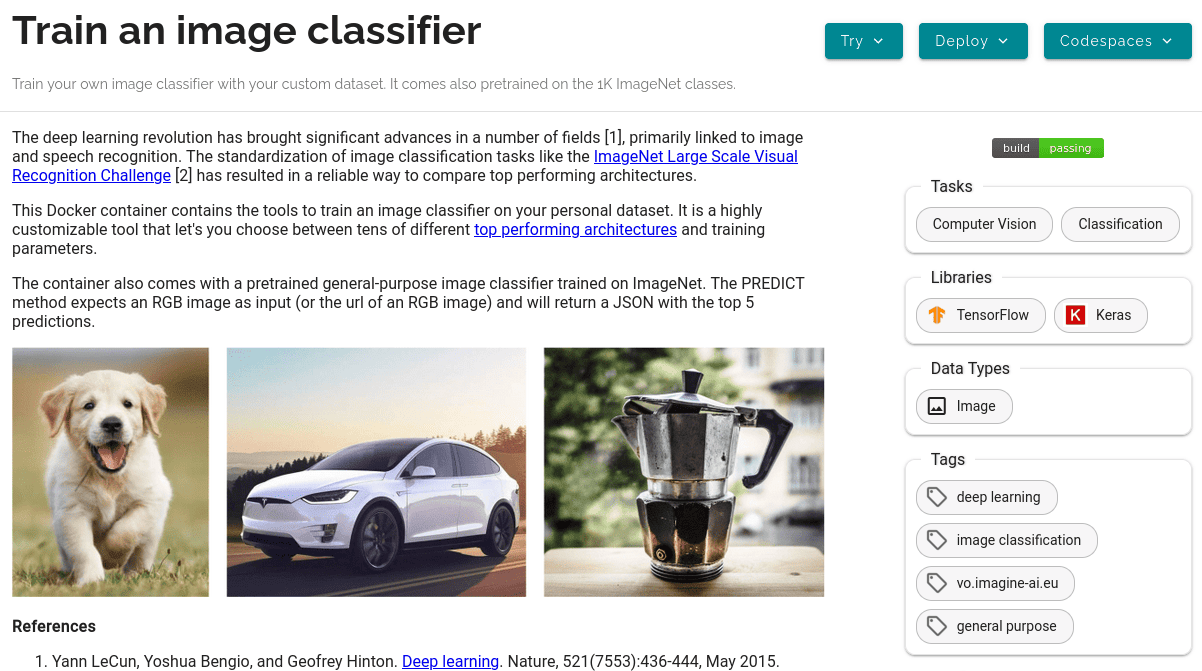 Train an image classifier
Try
Deploy
Codespaces
Train your own image classifier with your custom dataset. It comes also pretrained on the 1K ImageNet classes.
The deep learning revolution has brought significant advances in a number of fields [1], primarily linked to image
and speech recognition. The standardization of image classification tasks like the ImageNet Large Scale Visual
Recognition Challenge [2] has resulted in a reliable way to compare top performing architectures.
This Docker container contains the tools to train an image classifier on your personal dataset. It is a highly
customizable tool that let's you choose between tens of different top performing architectures and training
parameters.
The container also comes with a pretrained general-purpose image classifier trained on ImageNet. The PREDICT
method expects an RGB image as input (or the url of an RGB image) and will return a JSON with the top 5
predictions.
References
1. Yann LeCun, Yoshua Bengio, and Geofrey Hinton. Deep learning. Nature, 521(7553):436-444, May 2015.
build passing
Tasks
Computer Vision
Classification
Libraries
TensorFlow
K Keras
Data Types
Image
Tags
deep learning
image classification
vo.imagine-ai.eu
general purpose